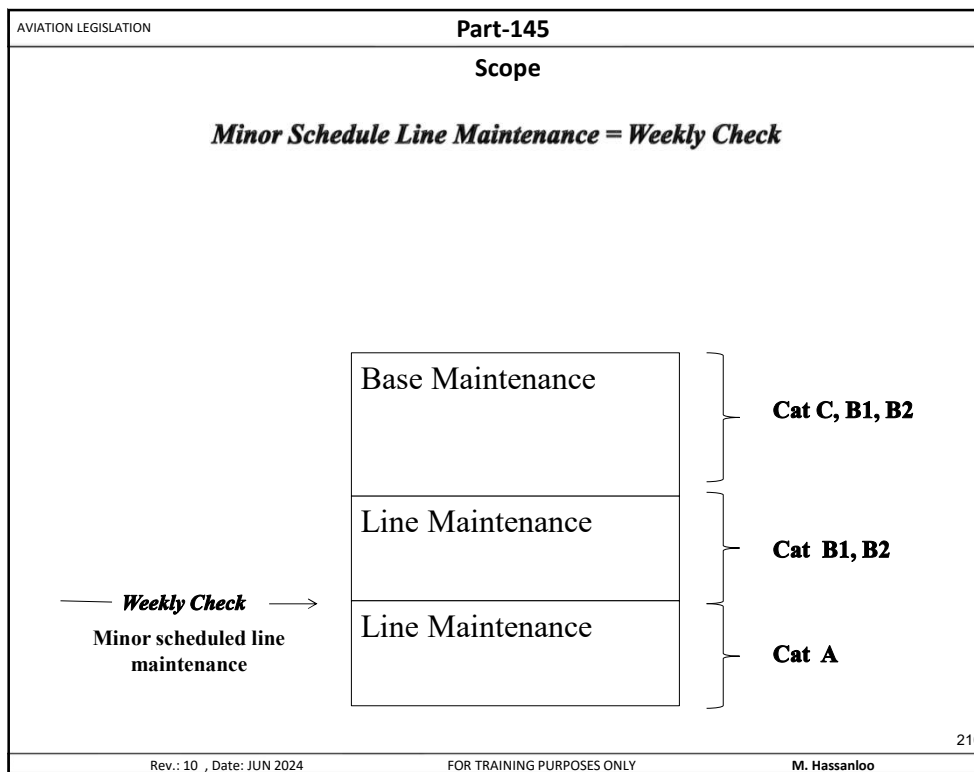 AVIATION LEGISLATION
Part-145
Scope
Minor Schedule Line Maintenance = Weekly Check
Base Maintenance
Cat C, B1, B2
Line Maintenance
Cat B1, B2
Weekly Check
Minor scheduled line
maintenance
Line Maintenance
Cat A
Rev.: 10 , Date: JUN 2024
FOR TRAINING PURPOSES ONLY
M. Hassanloo